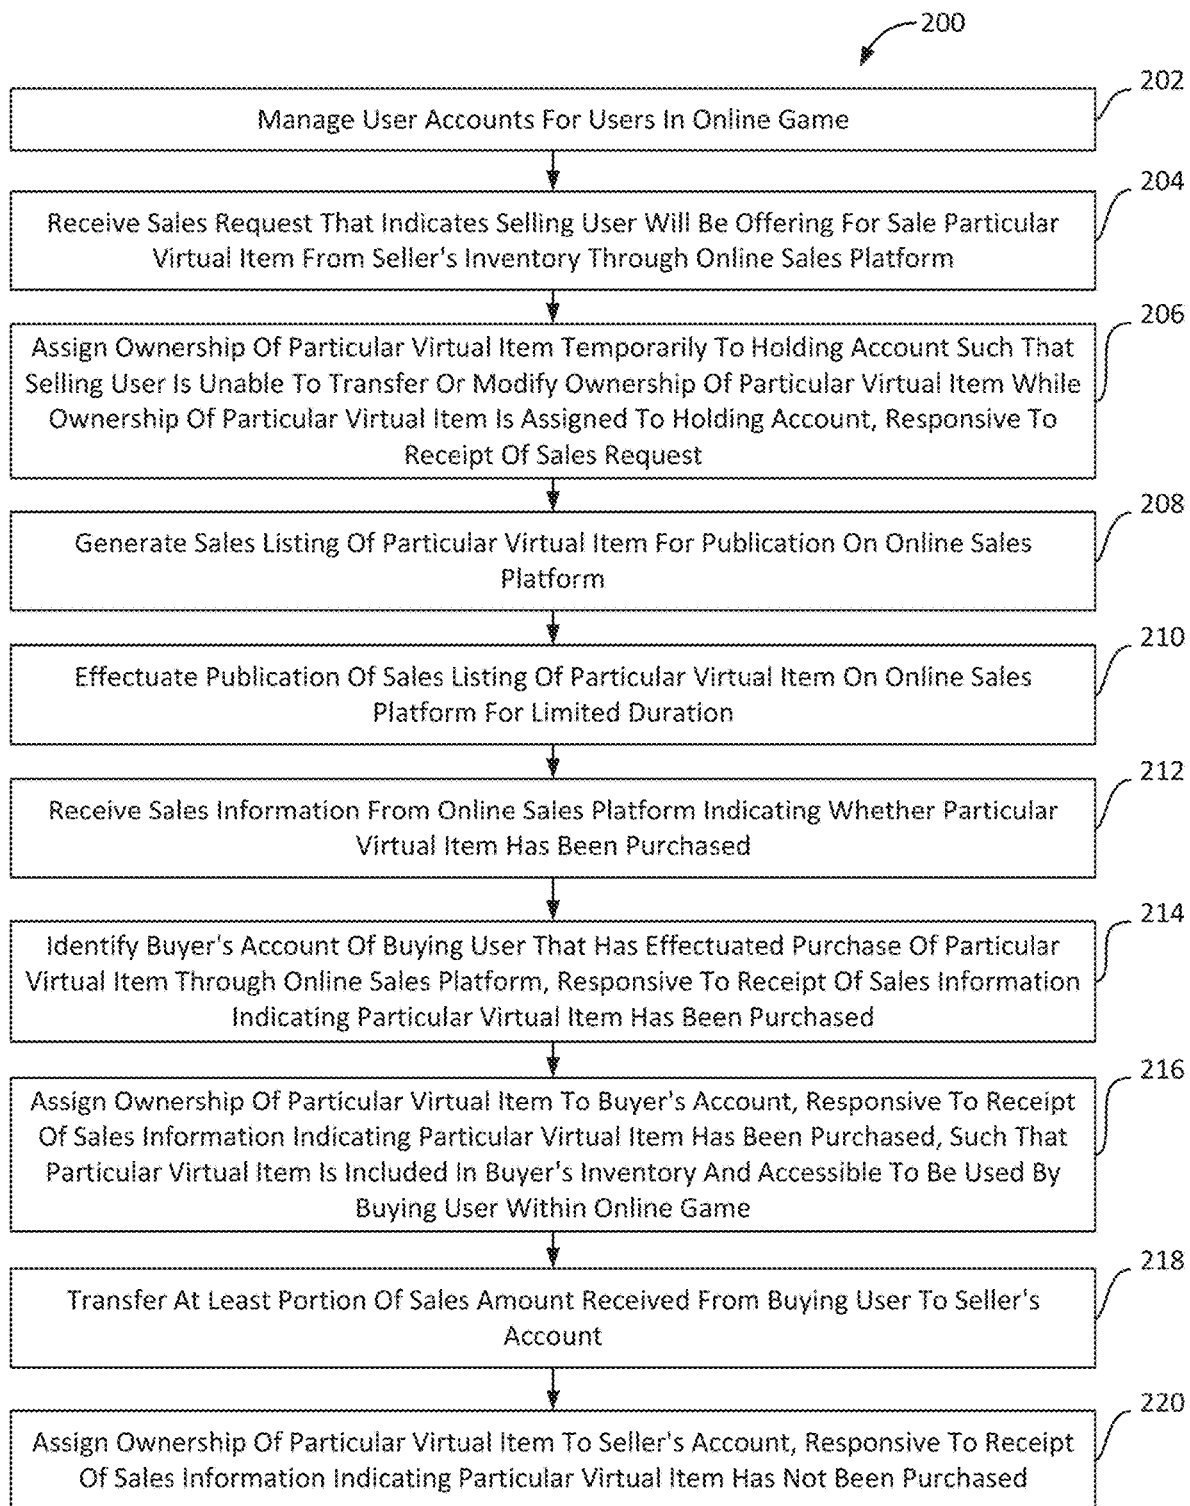 200
202
Manage User Accounts For Users In Online Game
204
Receive Sales Request That Indicates Selling User Will Be Offering For Sale Particular
Virtual Item From Seller's Inventory Through Online Sales Platform
206
Assign Ownership Of Particular Virtual Item Temporarily To Holding Account Such That
Selling User Is Unable To Transfer Or Modify Ownership Of Particular Virtual Item While
Ownership Of Particular Virtual Item Is Assigned To Holding Account, Responsive To
Receipt Of Sales Request
208
Generate Sales Listing Of Particular Virtual Item For Publication On Online Sales
Platform
210
Effectuate Publication Of Sales Listing Of Particular Virtual Item On Online Sales
Platform For Limited Duration
212
Receive Sales Information From Online Sales Platform Indicating Whether Particular
Virtual Item Has Been Purchased
214
Identify Buyer's Account Of Buying User That Has Effectuated Purchase Of Particular
Virtual Item Through Online Sales Platform, Responsive To Receipt Of Sales Information
Indicating Particular Virtual Item Has Been Purchased
216
Assign Ownership Of Particular Virtual Item To Buyer's Account, Responsive To Receipt
Of Sales Information Indicating Particular Virtual Item Has Been Purchased, Such That
Particular Virtual Item Is Included In Buyer's Inventory And Accessible To Be Used By
Buying User Within Online Game
218
Transfer At Least Portion Of Sales Amount Received From Buying User To Seller's
Account
220
Assign Ownership Of Particular Virtual Item To Seller's Account, Responsive To Receipt
Of Sales Information Indicating Particular Virtual Item Has Not Been Purchased